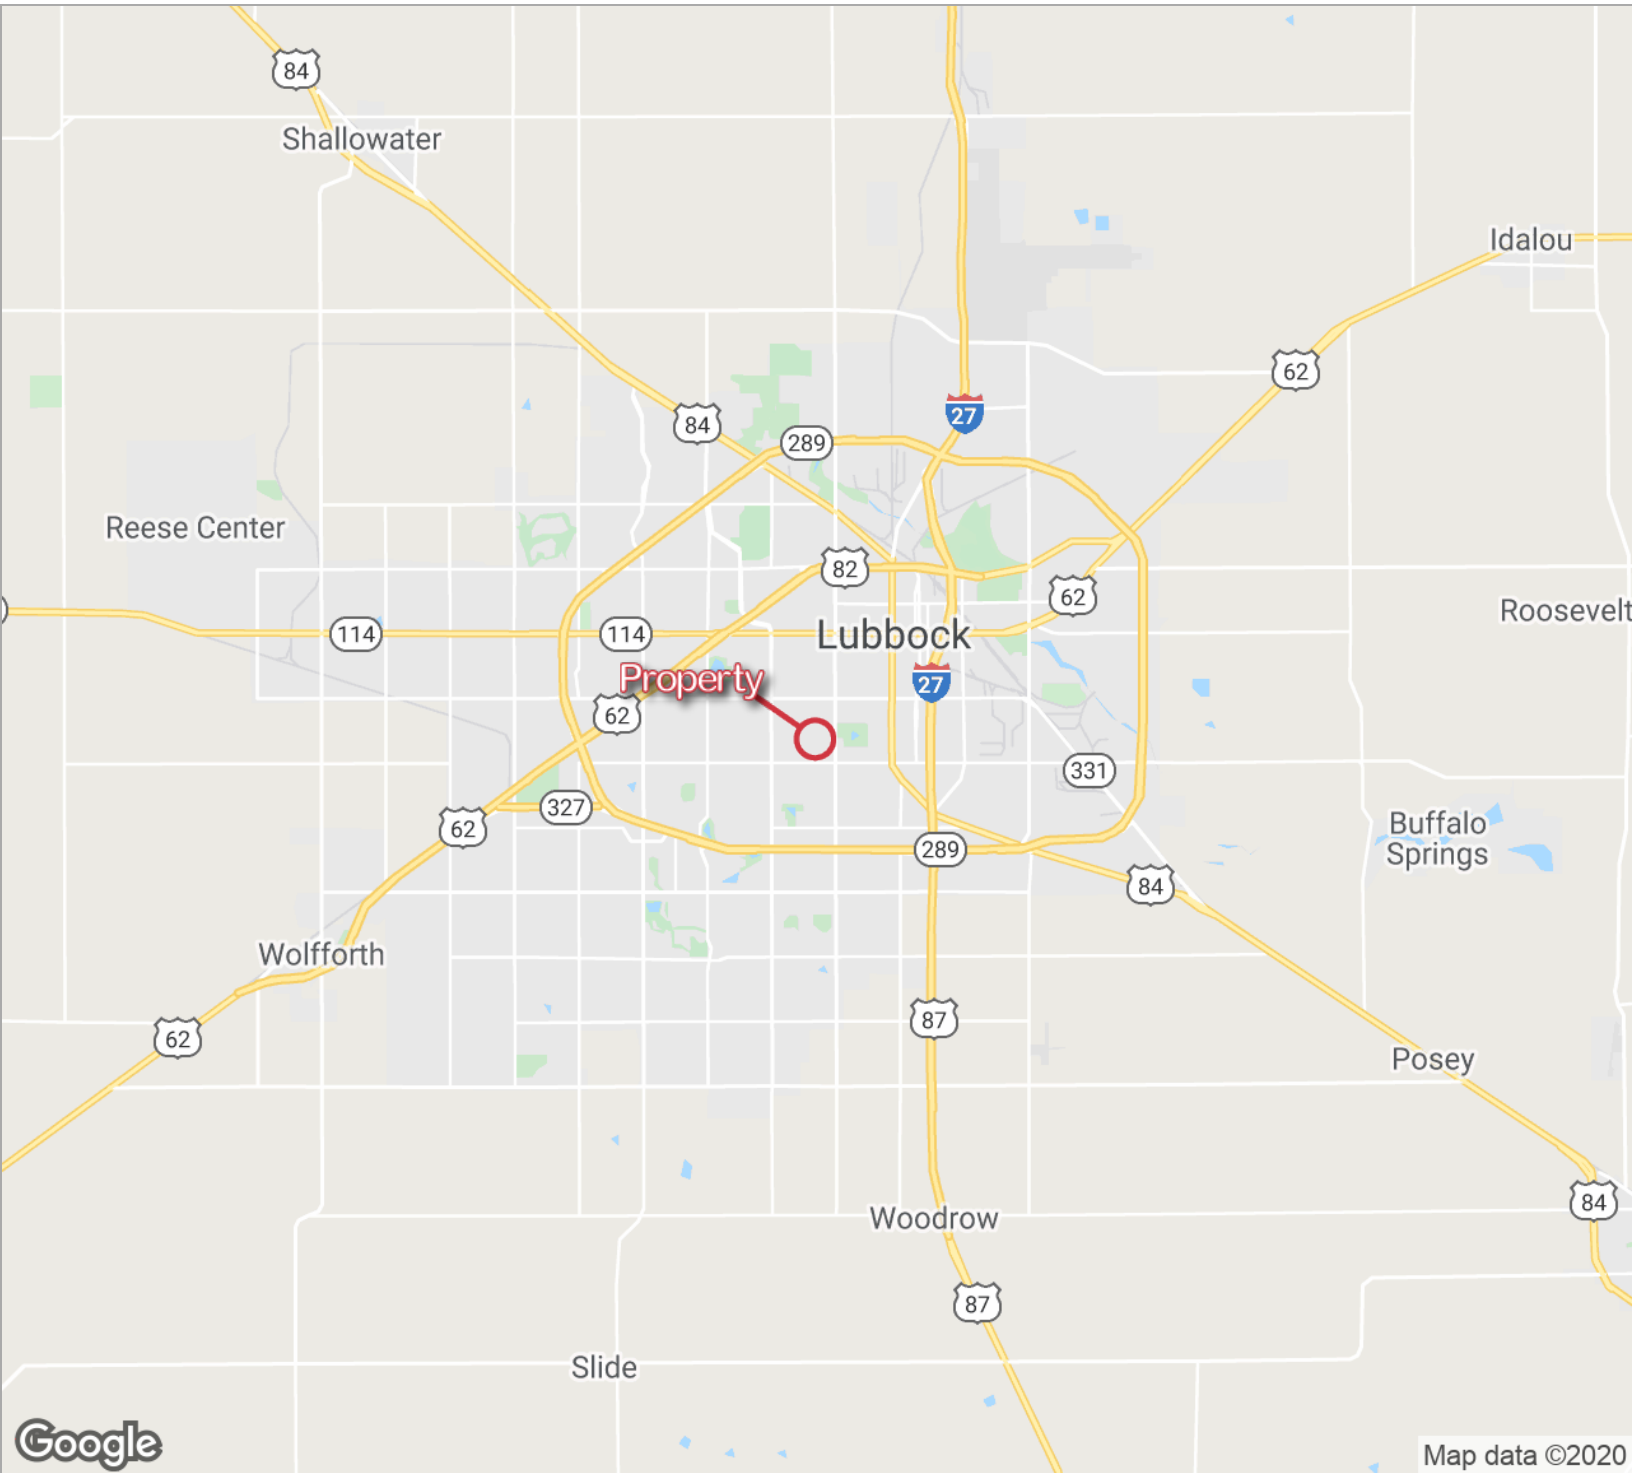 84
Shallowater
Idalou
62
27
84
289
Reese Center
82
62
Roosevelt
114
114
Lubbock
Property
27
62
331
327
62
Buffalo
Springs
289
84
Wolfforth
87
62
Posey
84
Woodrow
87
Slide
Google
Map data ©2020